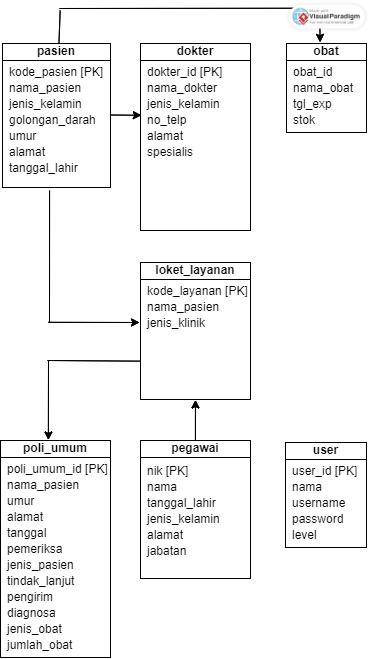 Made with
Visual Paradigm
For non-commercial use
pasien
kode_pasien [PK]
nama_pasien
jenis_kelamin
golongan_darah
umur
alamat
tanggal_lahir
dokter
dokter_id [PK]
nama_dokter
jenis_kelamin
no_telp
alamat
spesialis
obat
obat_id
nama_obat
tgl_exp
stok
loket_layanan
kode_layanan [PK]
nama_pasien
jenis_klinik
poli_umum
poli_umum_id [PK]
nama_pasien
umur
alamat
tanggal
pemeriksa
jenis_pasien
tindak_lanjut
pengirim
diagnosa
jenis_obat
jumlah_obat
pegawai
nik [PK]
nama
tanggal_lahir
jenis_kelamin
alamat
jabatan
user
user_id [PK]
nama
username
password
level